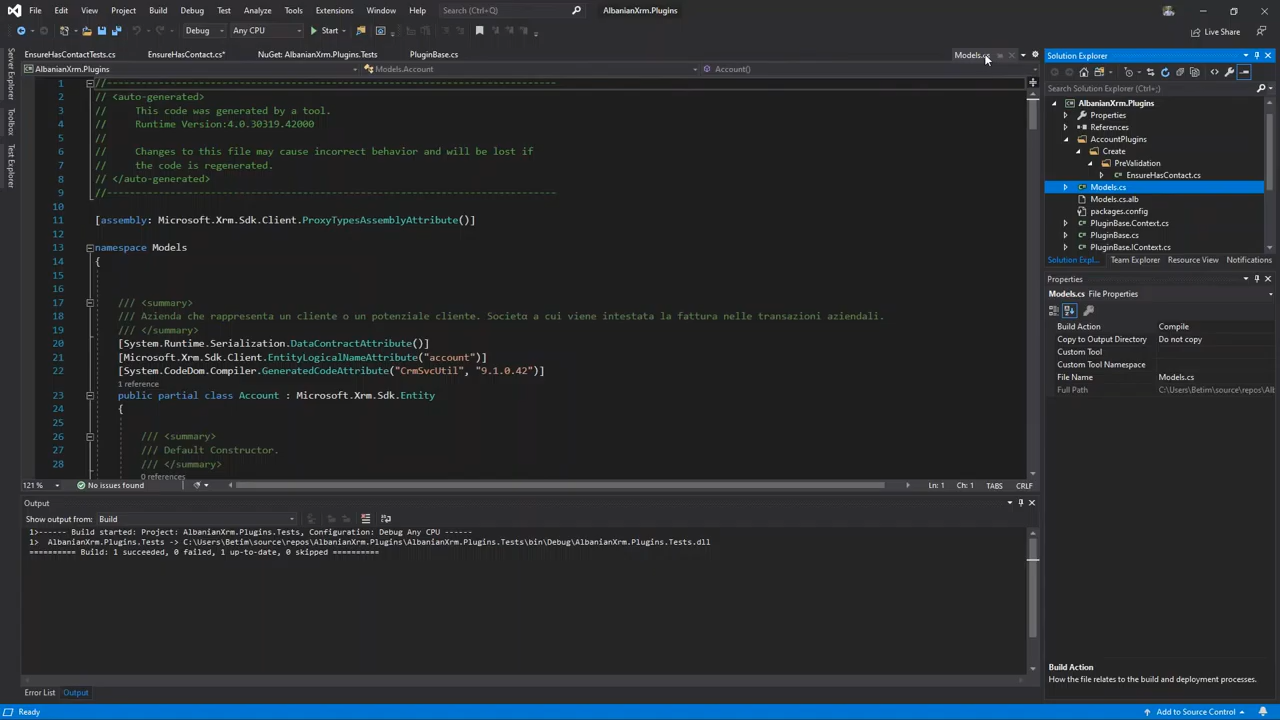 File Edit View Project Build Debug Test Analyze Tools Extensions Window Help Search (Ctrl+Q) AlbanianXrm.Plugins
Debug Any CPU Start Live Share
EnsureHasContactTests.cs EnsureHasContact.cs* NuGet: AlbanianXrm.Plugins.Tests PluginBase.cs Models.cs
AlbanianXrm.Plugins Models.Account Account()
Server Explorer
Toolbox
Test Explorer
1 //------------------------------------------------------------------------------
2 // <auto-generated>
3 // This code was generated by a tool.
4 // Runtime Version:4.0.30319.42000
5 //
6 // Changes to this file may cause incorrect behavior and will be lost if
7 // the code is regenerated.
8 // </auto-generated>
9 //------------------------------------------------------------------------------
10
11 [assembly: Microsoft.Xrm.Sdk.Client.ProxyTypesAssemblyAttribute()]
12
13 namespace Models
14 {
15
16
17 /// <summary>
18 /// Azienda che rappresenta un cliente o un potenziale cliente. Società a cui viene intestata la fattura nelle transazioni aziendali.
19 /// </summary>
20 [System.Runtime.Serialization.DataContractAttribute()]
21 [Microsoft.Xrm.Sdk.Client.EntityLogicalNameAttribute("account")]
22 [System.CodeDom.Compiler.GeneratedCodeAttribute("CrmSvcUtil", "9.1.0.42")]
1 reference
23 public partial class Account : Microsoft.Xrm.Sdk.Entity
24 {
25
26 /// <summary>
27 /// Default Constructor.
28 /// </summary>
0 references
121 % No issues found Ln: 1 Ch: 1 TABS CRLF
Output
Show output from: Build
1>------ Build started: Project: AlbanianXrm.Plugins.Tests, Configuration: Debug Any CPU ------
1> AlbanianXrm.Plugins.Tests -> C:\Users\Betim\source\repos\AlbanianXrm.Plugins\AlbanianXrm.Plugins.Tests\bin\Debug\AlbanianXrm.Plugins.Tests.dll
========== Build: 1 succeeded, 0 failed, 1 up-to-date, 0 skipped ==========
Error List Output
Solution Explorer
Search Solution Explorer (Ctrl+;)
AlbanianXrm.Plugins
Properties
References
AccountPlugins
Create
PreValidation
EnsureHasContact.cs
Models.cs
Models.cs.alb
packages.config
PluginBase.Context.cs
PluginBase.cs
PluginBase.IContext.cs
Solution Expl... Team Explorer Resource View Notifications
Properties
Models.cs File Properties
Build Action Compile
Copy to Output Directory Do not copy
Custom Tool
Custom Tool Namespace
File Name Models.cs
Full Path C:\Users\Betim\source\repos\Al
Build Action
How the file relates to the build and deployment processes.
Ready Add to Source Control